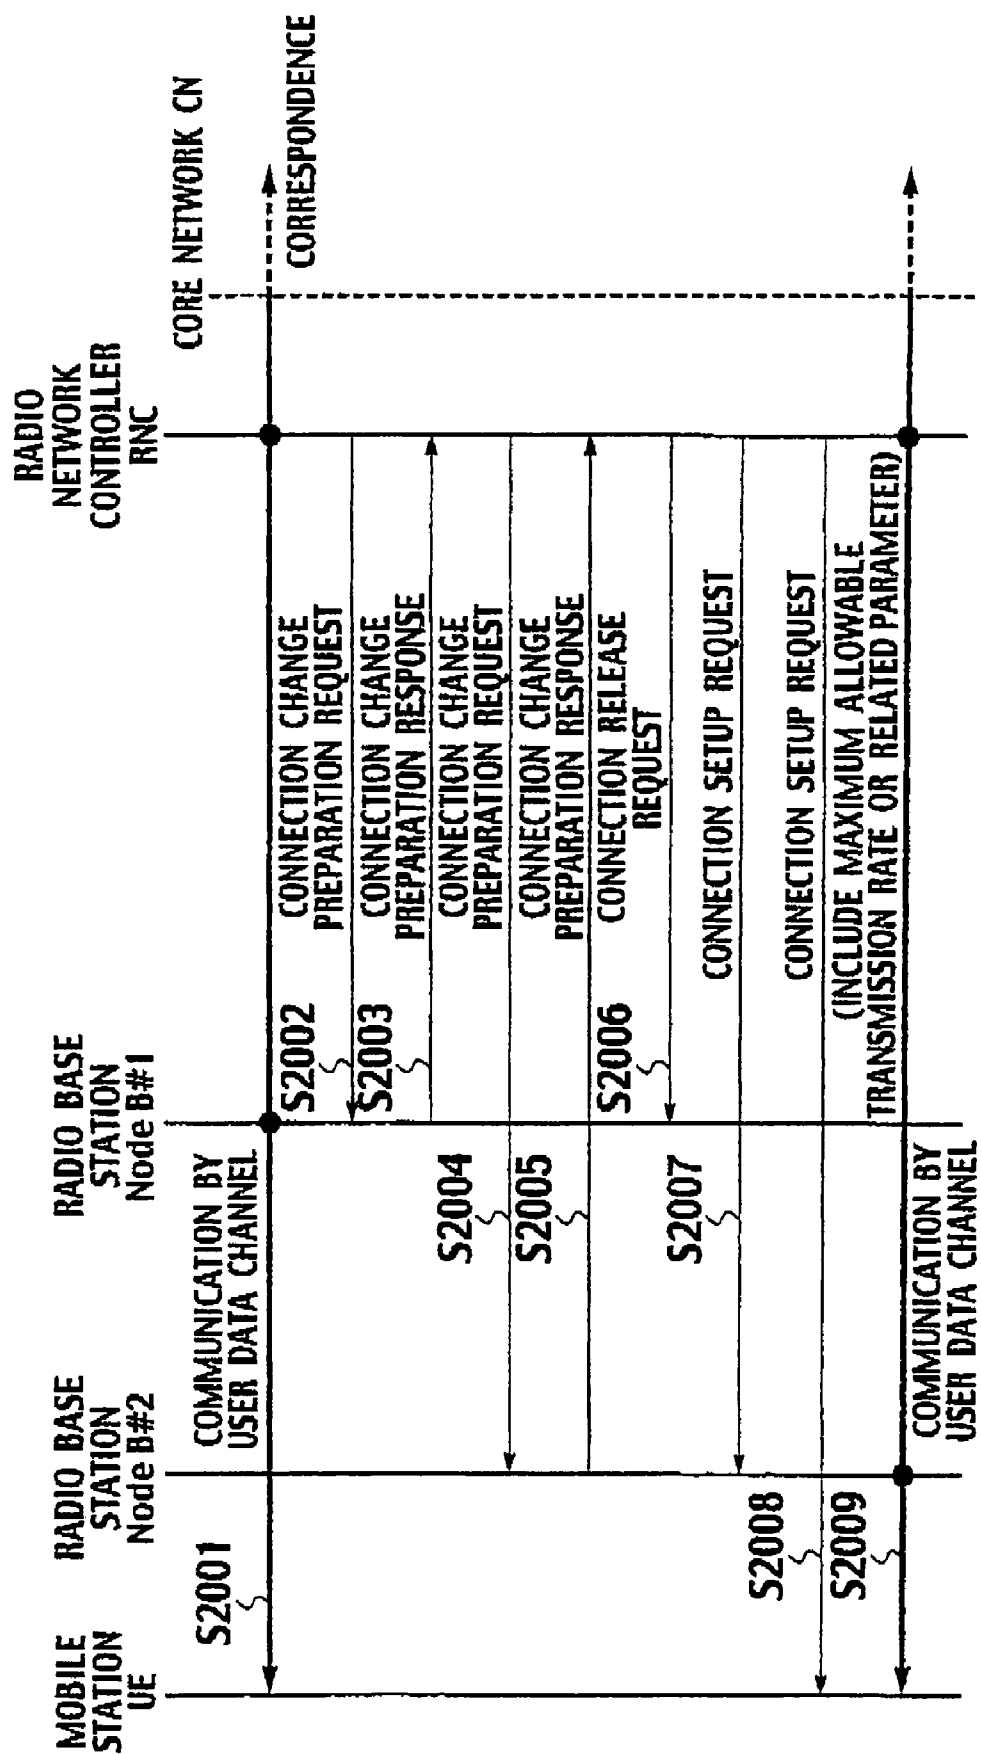 MOBILE
STATION
UE
RADIO BASE
STATION
Node B#2
RADIO BASE
STATION
Node B#1
RADIO
NETWORK
CONTROLLER
RNC
CORE NETWORK CN
S2001
COMMUNICATION BY
USER DATA CHANNEL
CORRESPONDENCE
S2002
CONNECTION CHANGE
PREPARATION REQUEST
S2003
CONNECTION CHANGE
PREPARATION RESPONSE
S2004
CONNECTION CHANGE
PREPARATION REQUEST
S2005
CONNECTION CHANGE
PREPARATION RESPONSE
S2006
CONNECTION RELEASE
REQUEST
S2007
CONNECTION SETUP REQUEST
S2008
CONNECTION SETUP REQUEST
(INCLUDE MAXIMUM ALLOWABLE
TRANSMISSION RATE OR RELATED PARAMETER)
S2009
COMMUNICATION BY
USER DATA CHANNEL